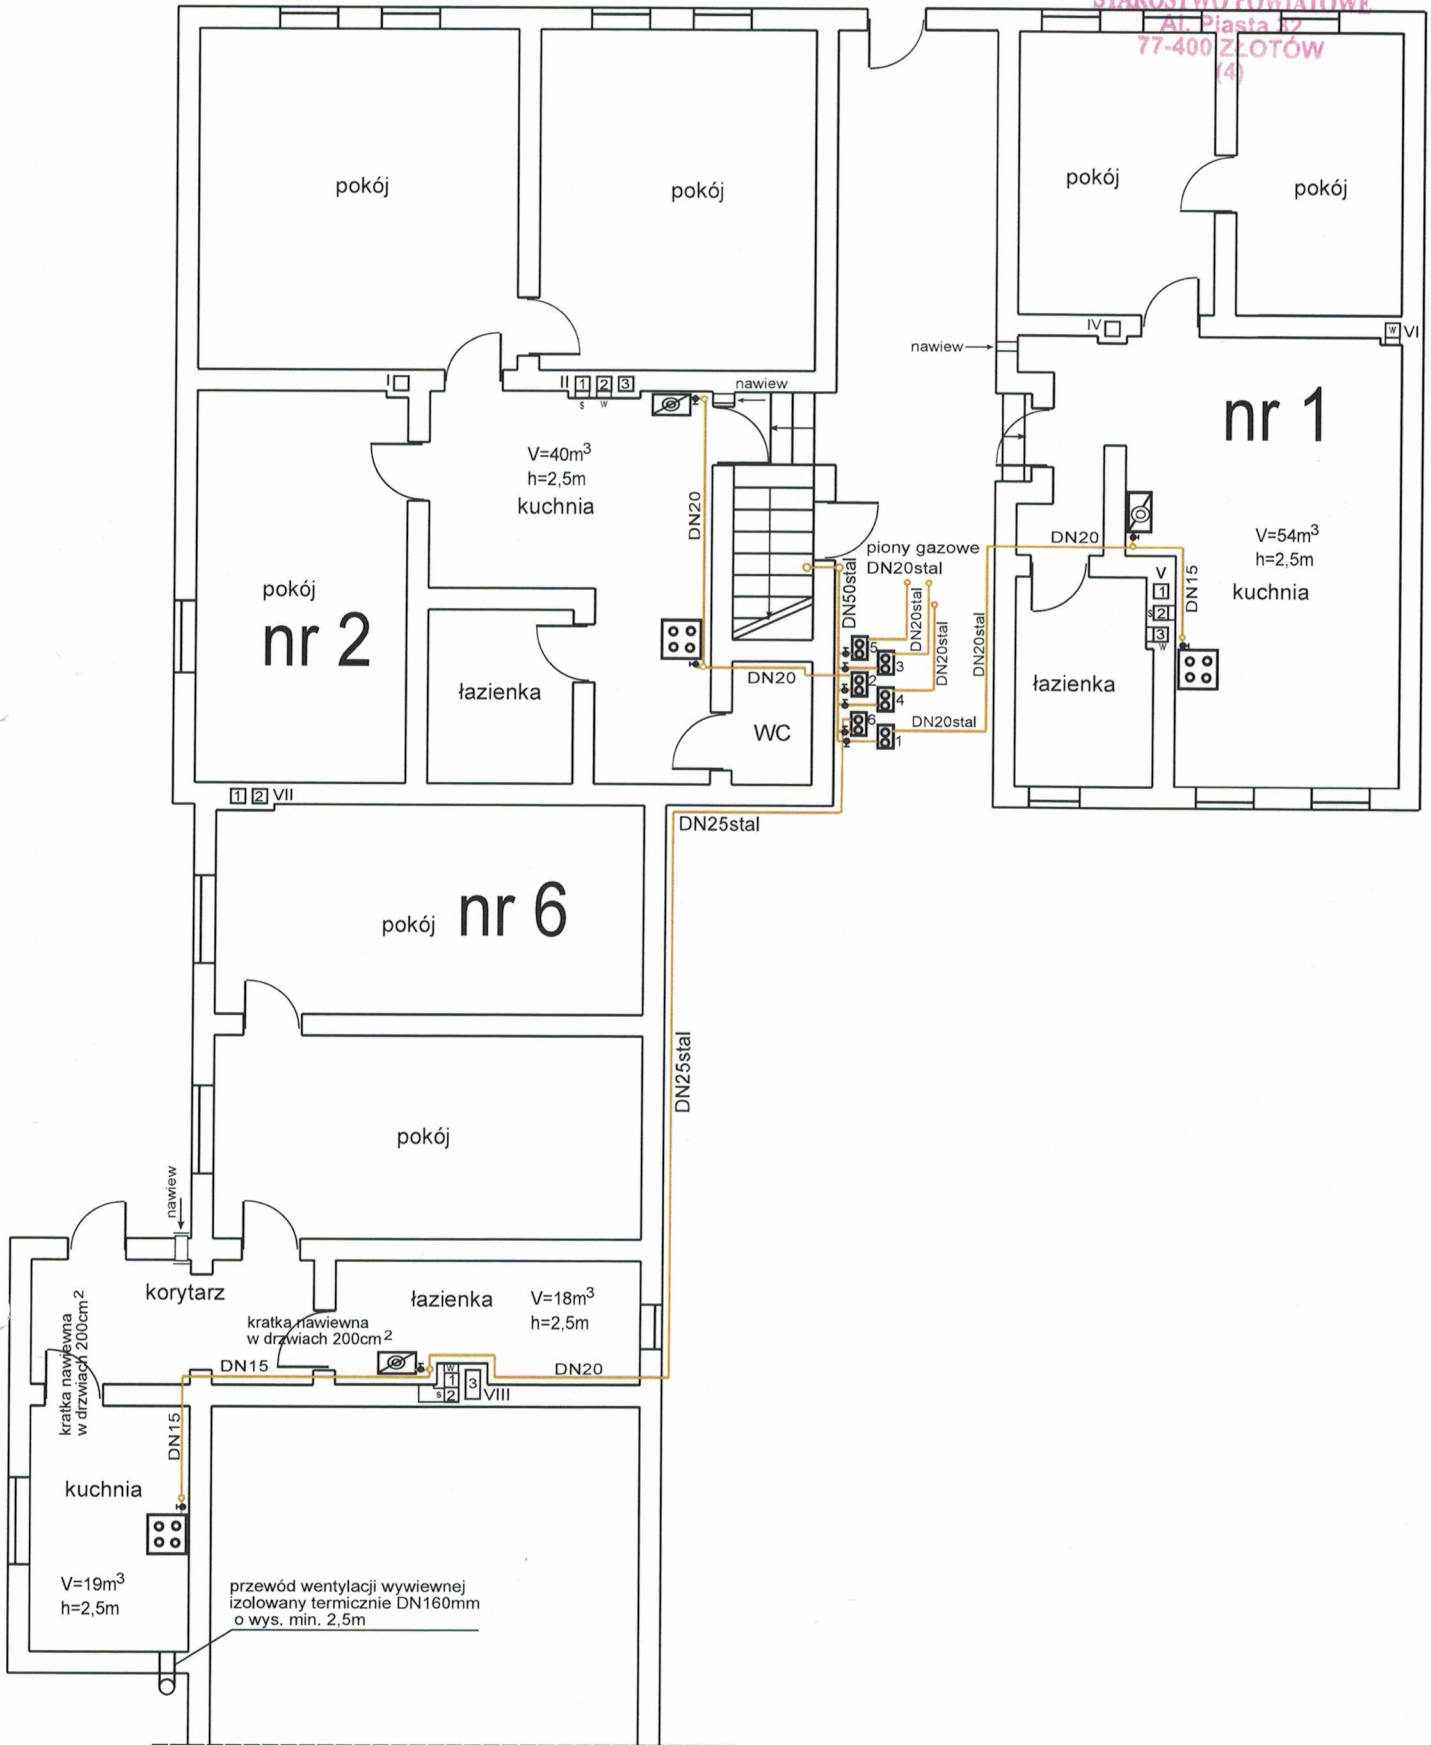 STAROSTWO POWIATOWE
Al. Piasta 32
77-400 ZŁOTÓW
(4)
pokój
pokój
pokój
pokój
IV
W
VI
nawiew
I
II
1
2
3
S
W
nawiew
nr 1
V=40m³
h=2,5m
kuchnia
DN20
V=54m³
h=2,5m
kuchnia
DN20
DN15
V
1
S
2
3
W
piony gazowe
DN20stal
DN50stal
DN20stal
DN20stal
DN20stal
pokój
nr 2
łazienka
5
3
2
4
6
1
DN20
DN20stal
WC
łazienka
1
2
VII
DN25stal
pokój
nr 6
DN25stal
pokój
nawiew
korytarz
łazienka
V=18m³
h=2,5m
kratka nawiewna
w drzwiach 200cm²
kratka nawiewna
w drzwiach 200cm²
DN15
DN20
W
1
S
2
3
VIII
DN15
kuchnia
V=19m³
h=2,5m
przewód wentylacji wywiewnej
izolowany termicznie DN160mm
o wys. min. 2,5m